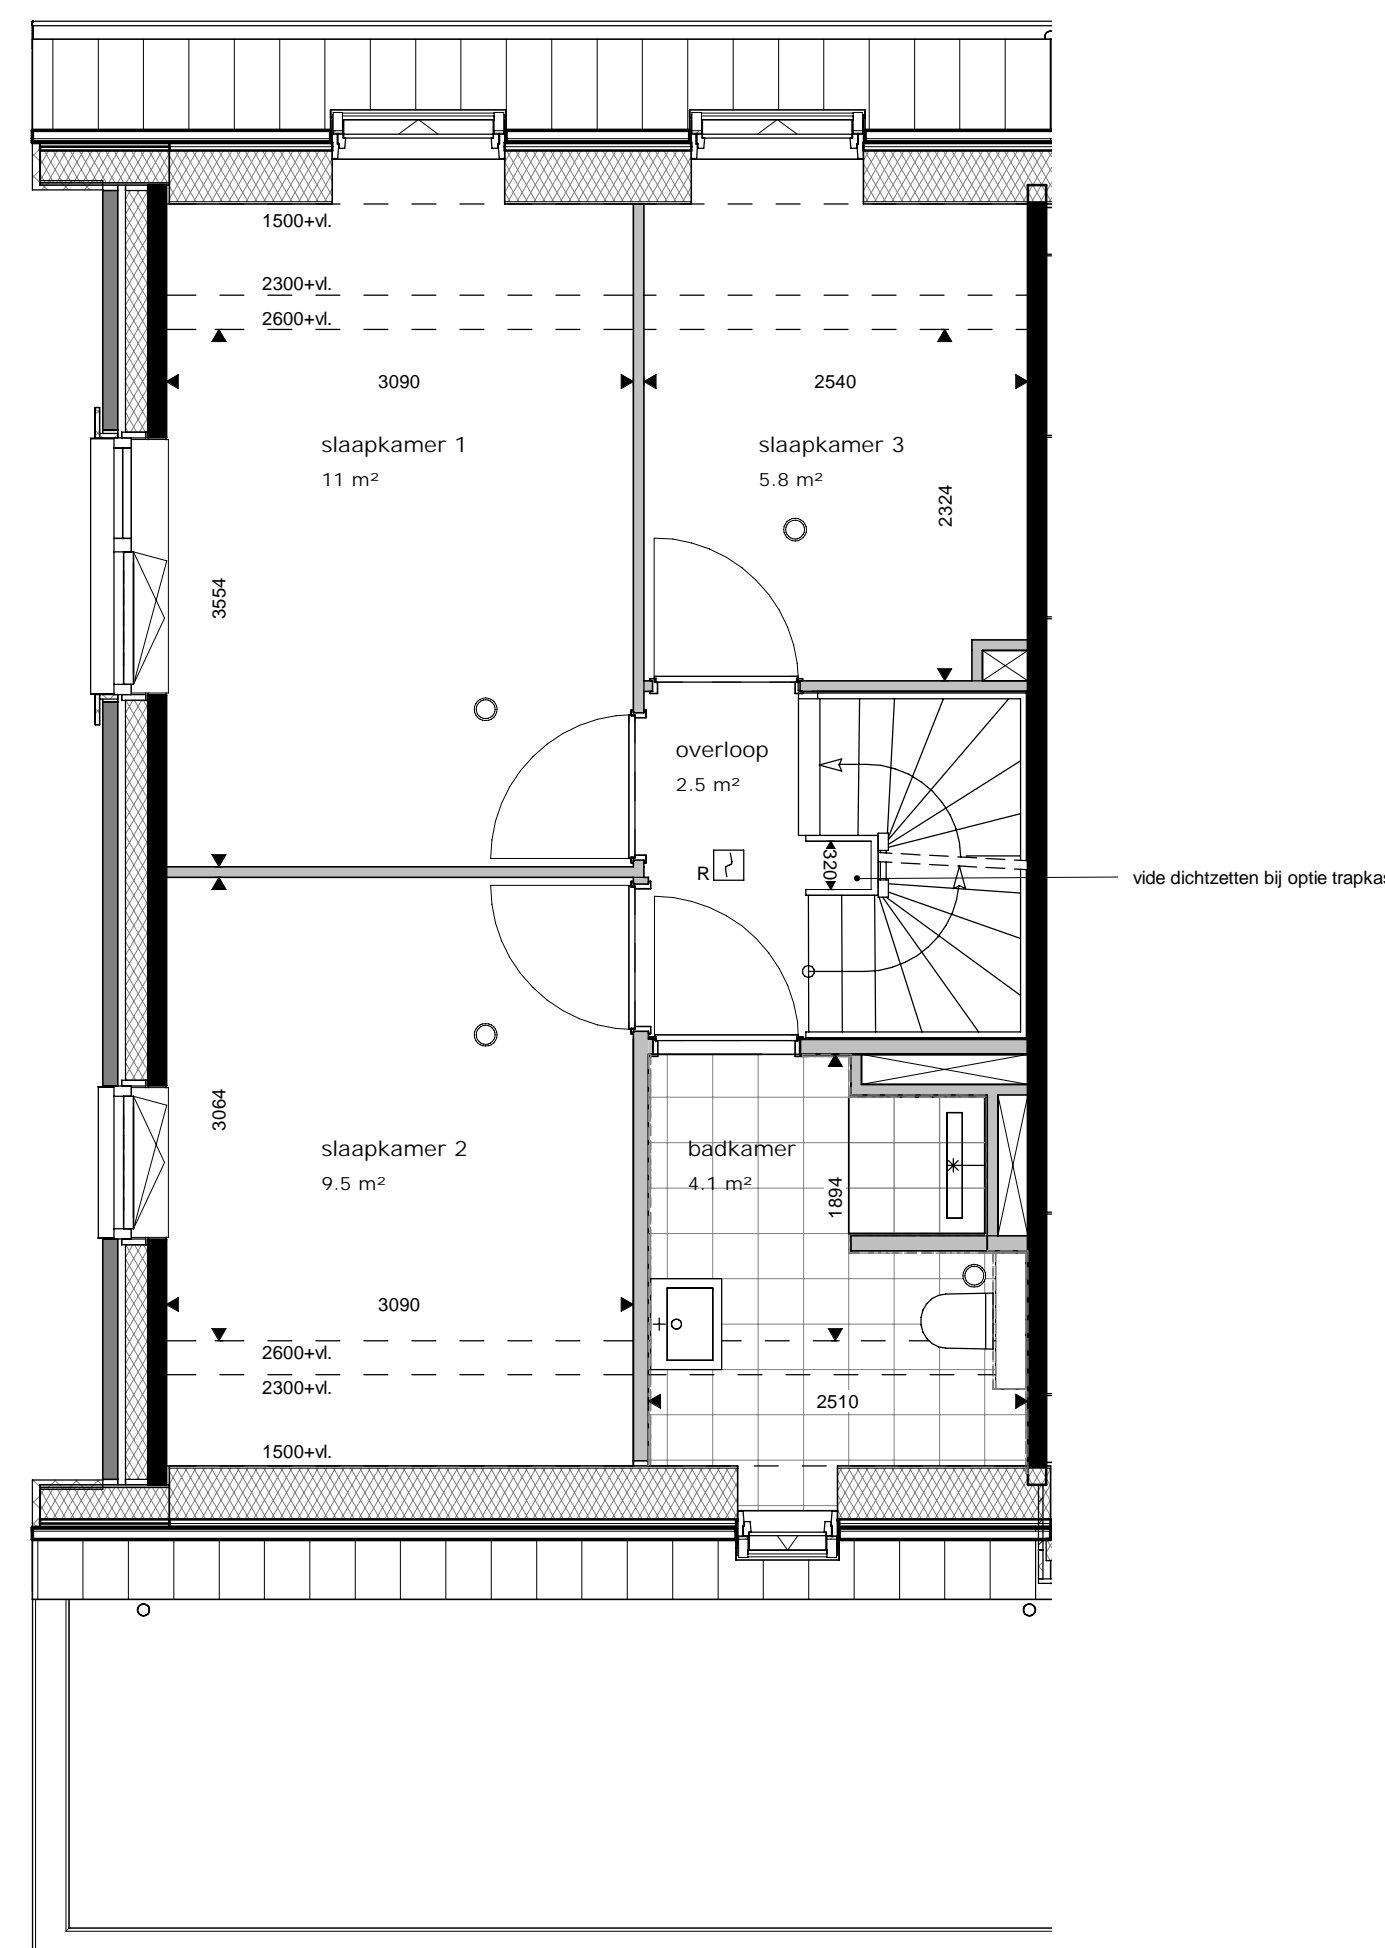 1500+vl.
2300+vl.
2600+vl.
3090
2540
slaapkamer 1
11 m²
slaapkamer 3
5.8 m²
2324
3554
overloop
2.5 m²
320
R
vide dichtzetten bij optie trapkas
3064
slaapkamer 2
9.5 m²
badkamer
4.1 m²
1894
3090
2600+vl.
2300+vl.
2510
1500+vl.